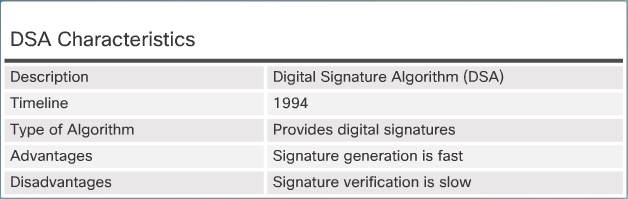 DSA Characteristics
Description Digital Signature Algorithm (DSA)
Timeline 1994
Type of Algorithm Provides digital signatures
Advantages Signature generation is fast
Disadvantages Signature verification is slow